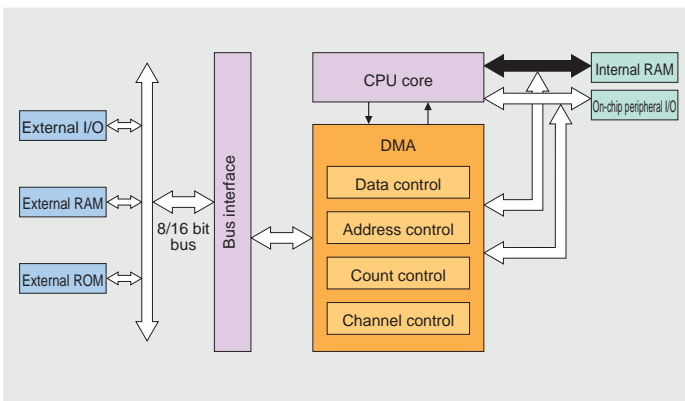 CPU core
Internal RAM
On-chip peripheral I/O
External I/O
External RAM
External ROM
8/16 bit
bus
Bus interface
DMA
Data control
Address control
Count control
Channel control